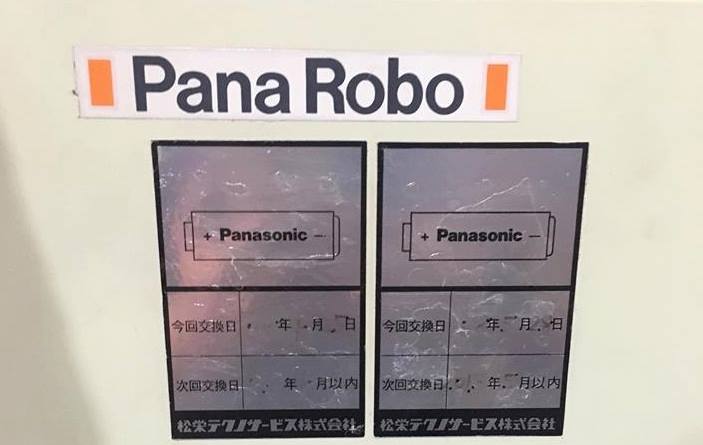 Pana Robo
+ Panasonic -
今回交換日 年 月 日
次回交換日 年 月以内
松栄テクノサービス株式会社
+ Panasonic -
今回交換日 年 月 日
次回交換日 年 月以内
松栄テクノサービス株式会社